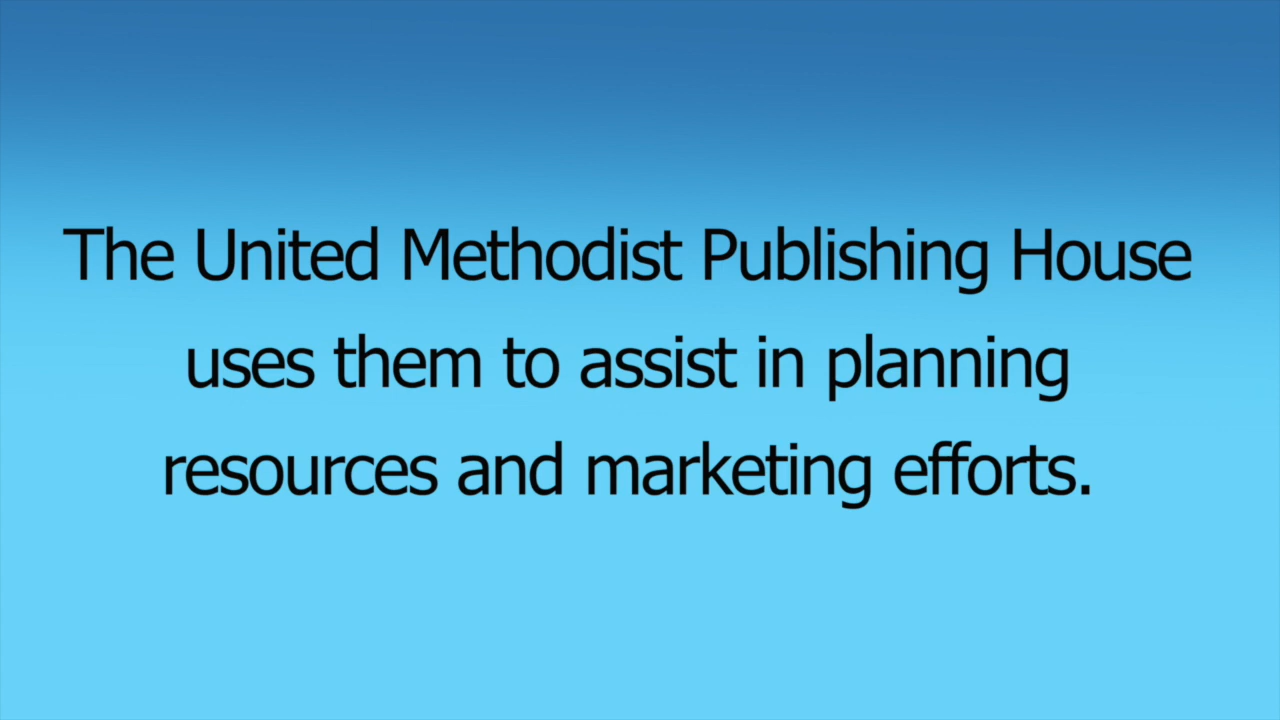 The United Methodist Publishing House
uses them to assist in planning
resources and marketing efforts.